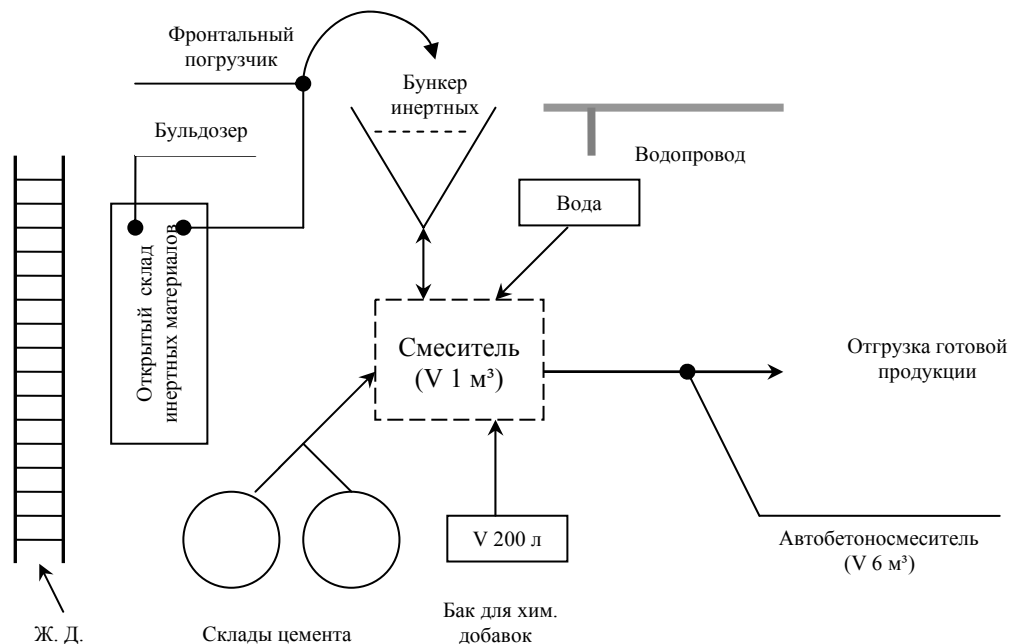 Фронтальный
погрузчик
Бункер
инертных
Бульдозер
Водопровод
Вода
Открытый склад
инертных материалов
Смеситель
(V 1 м³)
Отгрузка готовой
продукции
V 200 л
Автобетоносмеситель
(V 6 м³)
Ж. Д.
Склады цемента
Бак для хим.
добавок